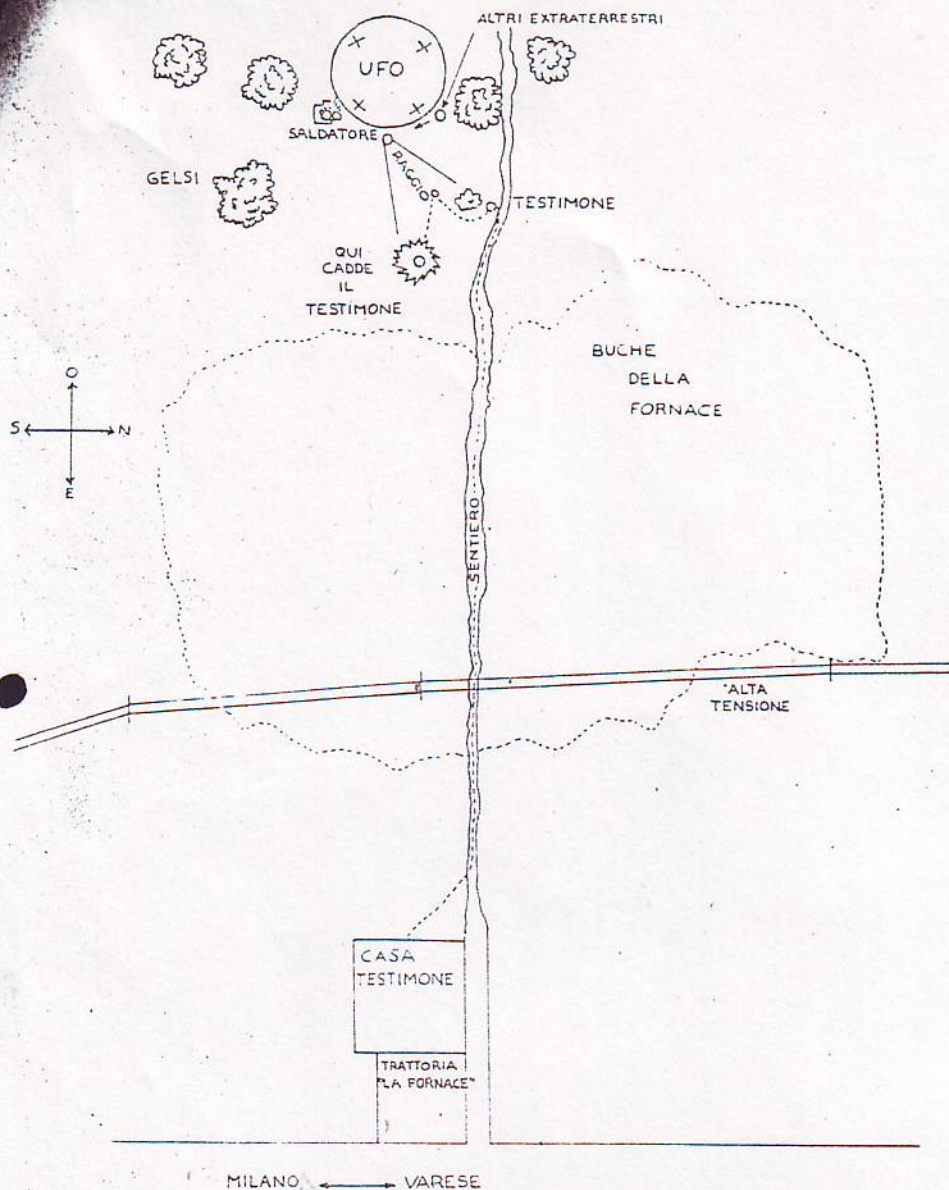 ALTRI EXTRATERRESTRI
UFO
SALDATORE
RAGGIO
GELSI
TESTIMONE
QUI
CADDE
IL
TESTIMONE
BUCHE
DELLA
FORNACE
O
S N
E
SENTIERO
ALTA
TENSIONE
CASA
TESTIMONE
TRATTORIA
"LA FORNACE"
MILANO VARESE